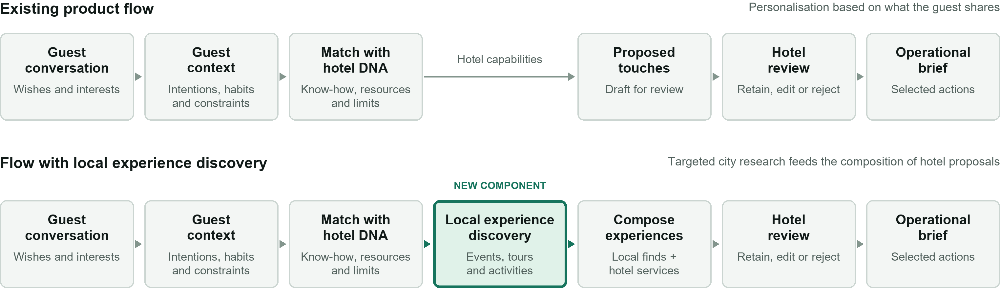 Existing product flow
Personalisation based on what the guest shares
Guest
conversation
Wishes and interests
Guest
context
Intentions, habits
and constraints
Match with
hotel DNA
Know-how, resources
and limits
Hotel capabilities
Proposed
touches
Draft for review
Hotel
review
Retain, edit or reject
Operational
brief
Selected actions
Flow with local experience discovery
Targeted city research feeds the composition of hotel proposals
NEW COMPONENT
Guest
conversation
Wishes and interests
Guest
context
Intentions, habits
and constraints
Match with
hotel DNA
Know-how, resources
and limits
Local experience
discovery
Events, tours
and activities
Compose
experiences
Local finds +
hotel services
Hotel
review
Retain, edit or reject
Operational
brief
Selected actions